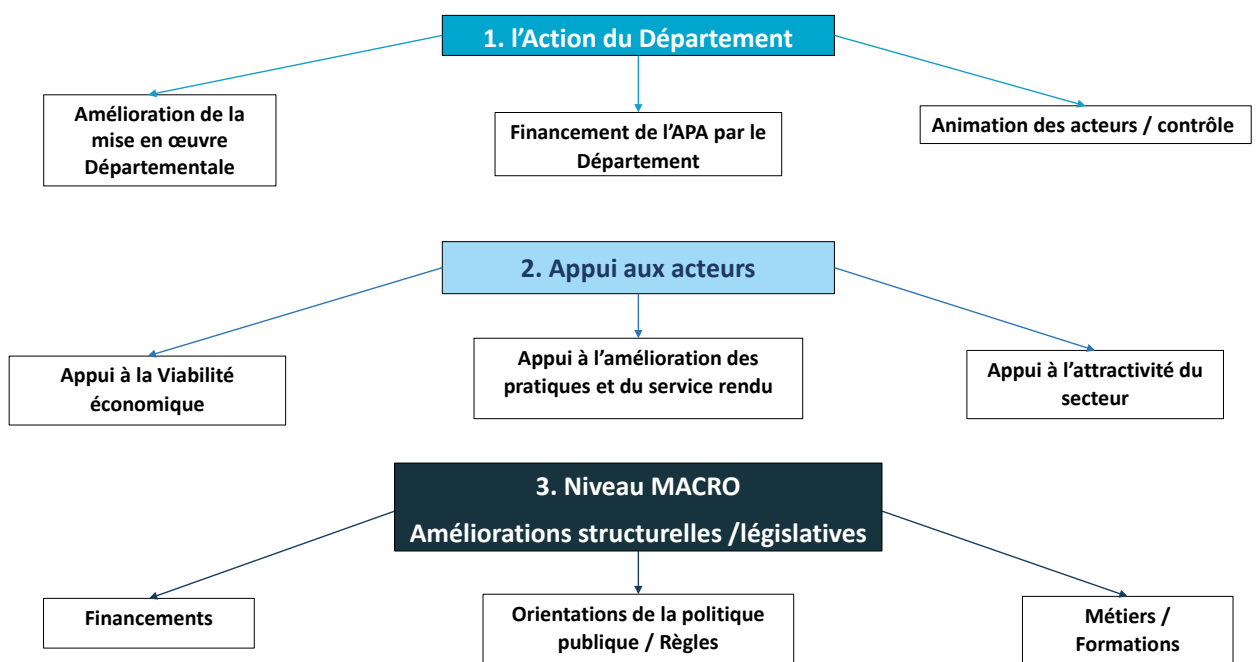 1. l’Action du Département
Amélioration de la
mise en œuvre
Départementale
Financement de l’APA par le
Département
Animation des acteurs / contrôle
2. Appui aux acteurs
Appui à la Viabilité
économique
Appui à l’amélioration des
pratiques et du service rendu
Appui à l’attractivité du
secteur
3. Niveau MACRO
Améliorations structurelles /législatives
Financements
Orientations de la politique
publique / Règles
Métiers /
Formations